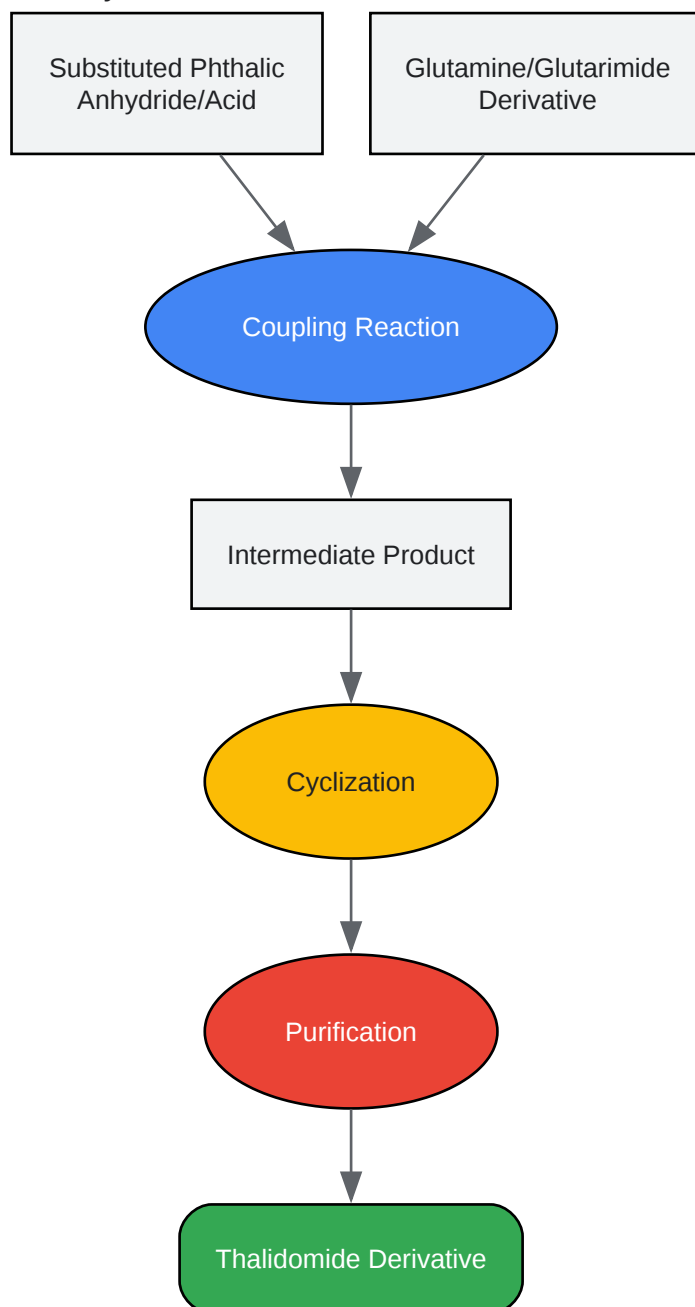 Substituted Phthalic
Anhydride/Acid
Glutamine/Glutarimide
Derivative
Coupling Reaction
Intermediate Product
Cyclization
Purification
Thalidomide Derivative